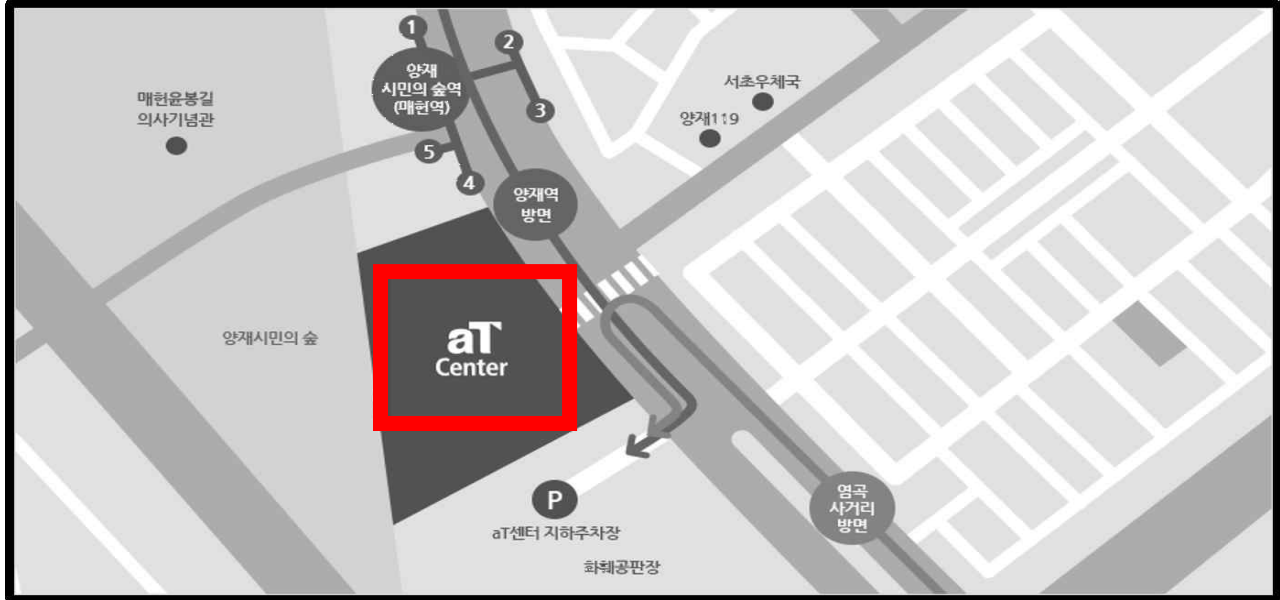 1
양재
시민의 숲역
(매헌역)
2
3
5
4
매헌윤봉길
의사기념관
서초우체국
양재119
양재역
방면
양재시민의 숲
aT
Center
P
aT센터 지하주차장
화훼공판장
염곡
사거리
방면